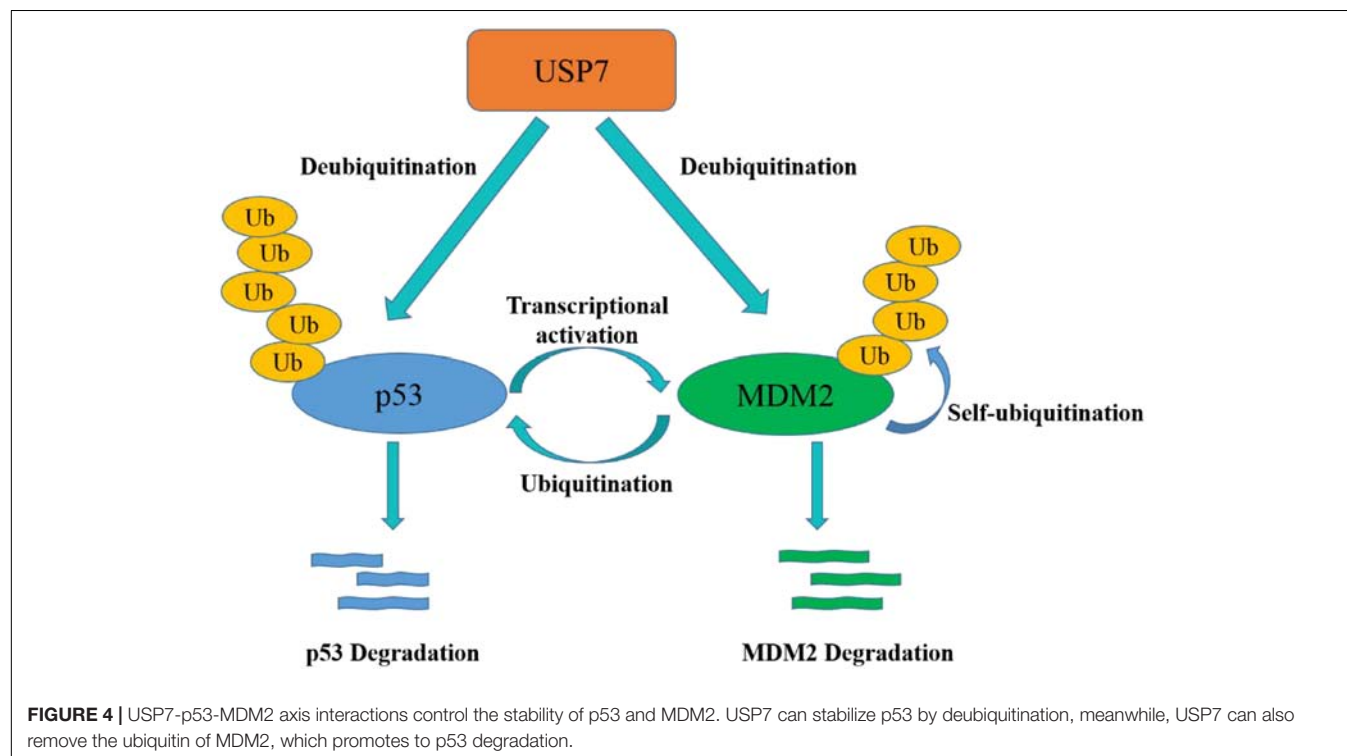 USP7
Deubiquitination
Deubiquitination
Ub
Ub
Ub
Ub
Ub
Ub
Ub
Ub
Ub
Transcriptional
activation
p53
MDM2
Self-ubiquitination
Ubiquitination
p53 Degradation
MDM2 Degradation
FIGURE 4 | USP7-p53-MDM2 axis interactions control the stability of p53 and MDM2. USP7 can stabilize p53 by deubiquitination, meanwhile, USP7 can also
remove the ubiquitin of MDM2, which promotes to p53 degradation.